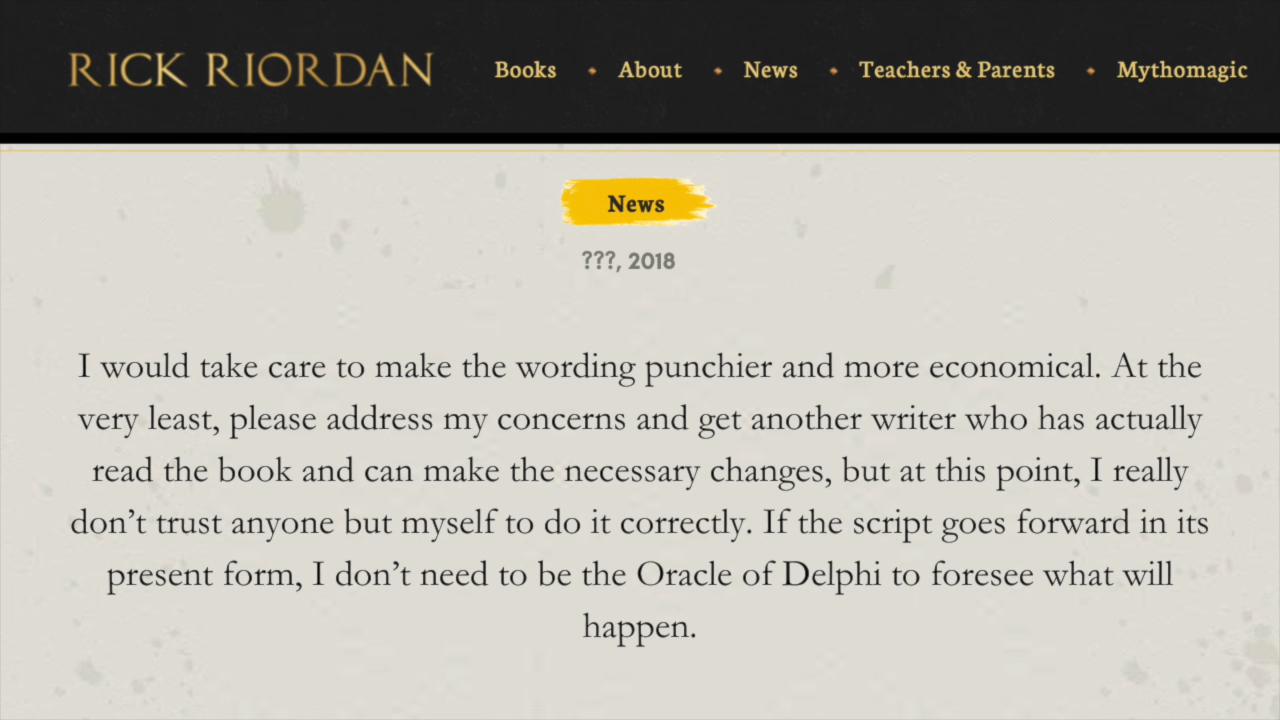 RICK RIORDAN Books About News Teachers & Parents Mythomagic
News
???, 2018
I would take care to make the wording punchier and more economical. At the
very least, please address my concerns and get another writer who has actually
read the book and can make the necessary changes, but at this point, I really
don’t trust anyone but myself to do it correctly. If the script goes forward in its
present form, I don’t need to be the Oracle of Delphi to foresee what will
happen.